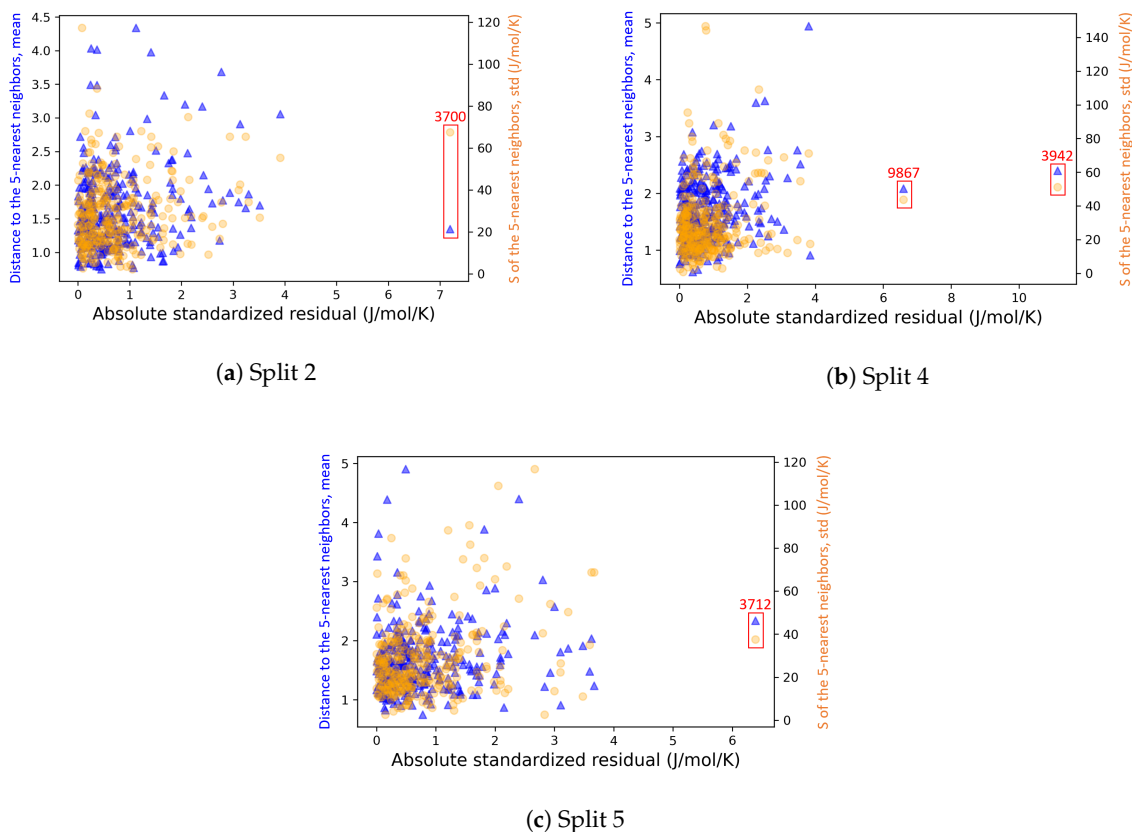 4.5
4.0
3.5
3.0
2.5
2.0
1.5
1.0
Distance to the 5-nearest neighbors, mean
120
100
80
60
40
20
0
S of the 5-nearest neighbors, std (J/mol/K)
3700
0 1 2 3 4 5 6 7
Absolute standardized residual (J/mol/K)
(a) Split 2
5
4
3
2
1
Distance to the 5-nearest neighbors, mean
140
120
100
80
60
40
20
0
S of the 5-nearest neighbors, std (J/mol/K)
9867
3942
0 2 4 6 8 10
Absolute standardized residual (J/mol/K)
(b) Split 4
5
4
3
2
1
Distance to the 5-nearest neighbors, mean
120
100
80
60
40
20
0
S of the 5-nearest neighbors, std (J/mol/K)
3712
0 1 2 3 4 5 6
Absolute standardized residual (J/mol/K)
(c) Split 5